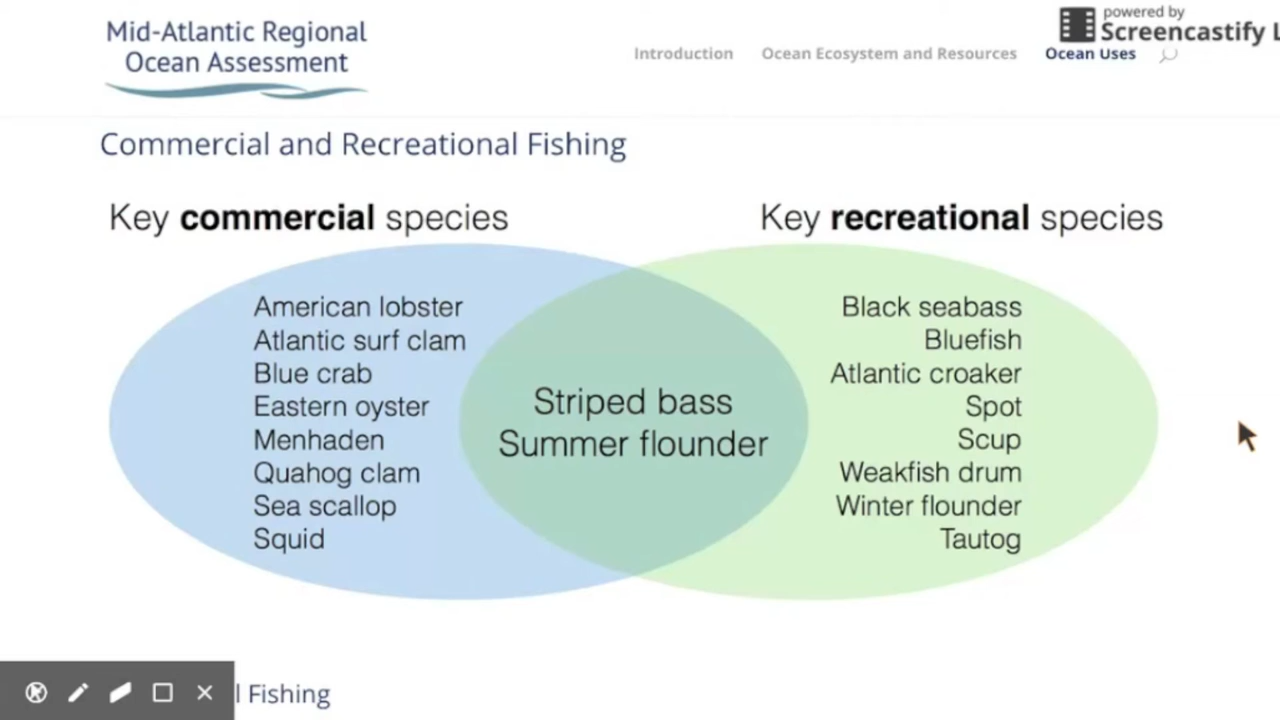 Mid-Atlantic Regional
Ocean Assessment
powered by
Screencastify L
Introduction
Ocean Ecosystem and Resources
Ocean Uses
Commercial and Recreational Fishing
Key commercial species
Key recreational species
American lobster
Atlantic surf clam
Blue crab
Eastern oyster
Menhaden
Quahog clam
Sea scallop
Squid
Striped bass
Summer flounder
Black seabass
Bluefish
Atlantic croaker
Spot
Scup
Weakfish drum
Winter flounder
Tautog
l Fishing